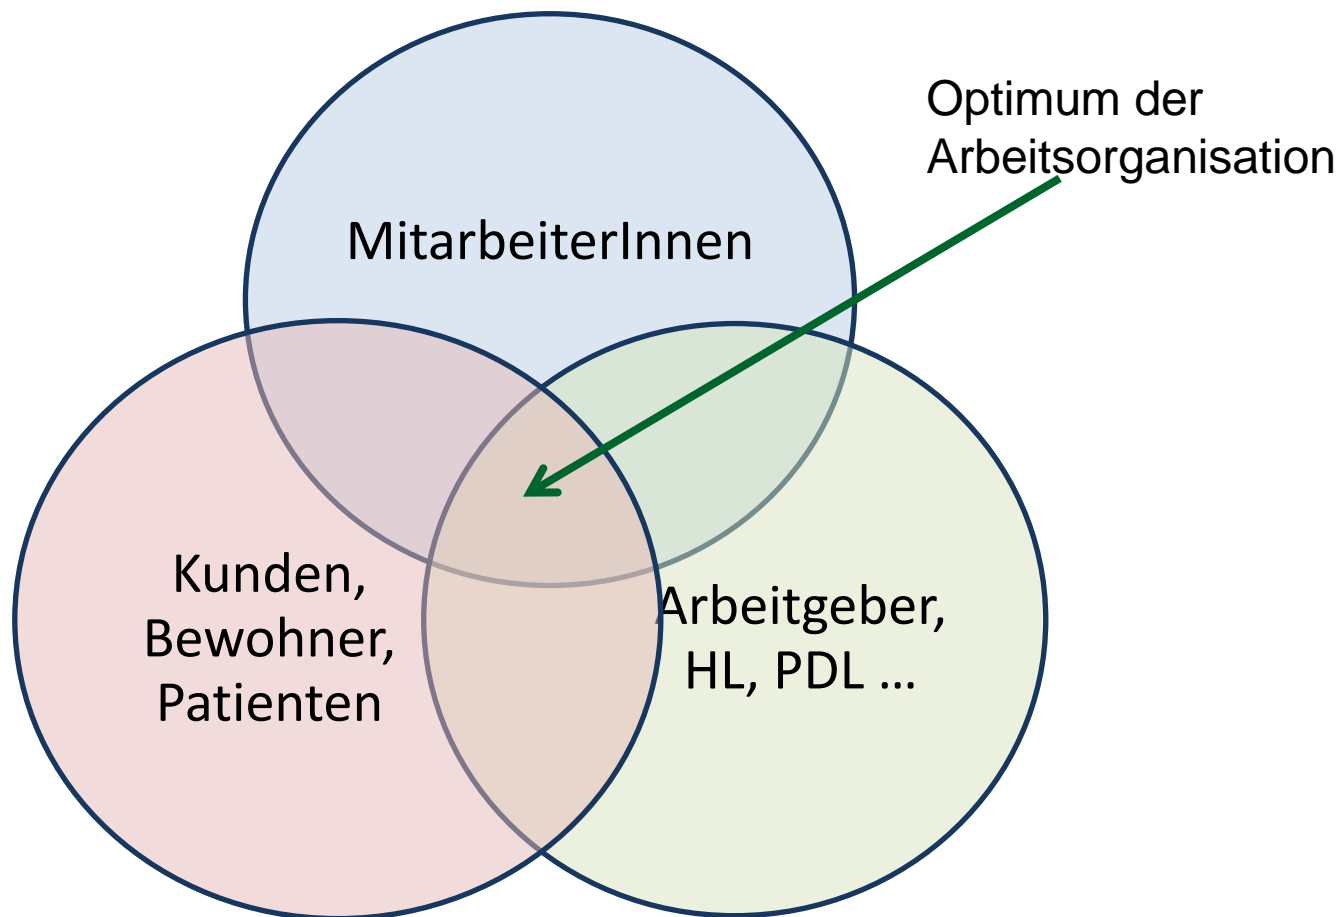 Optimum der
Arbeitsorganisation
MitarbeiterInnen
Kunden,
Bewohner,
Patienten
Arbeitgeber,
HL, PDL ...